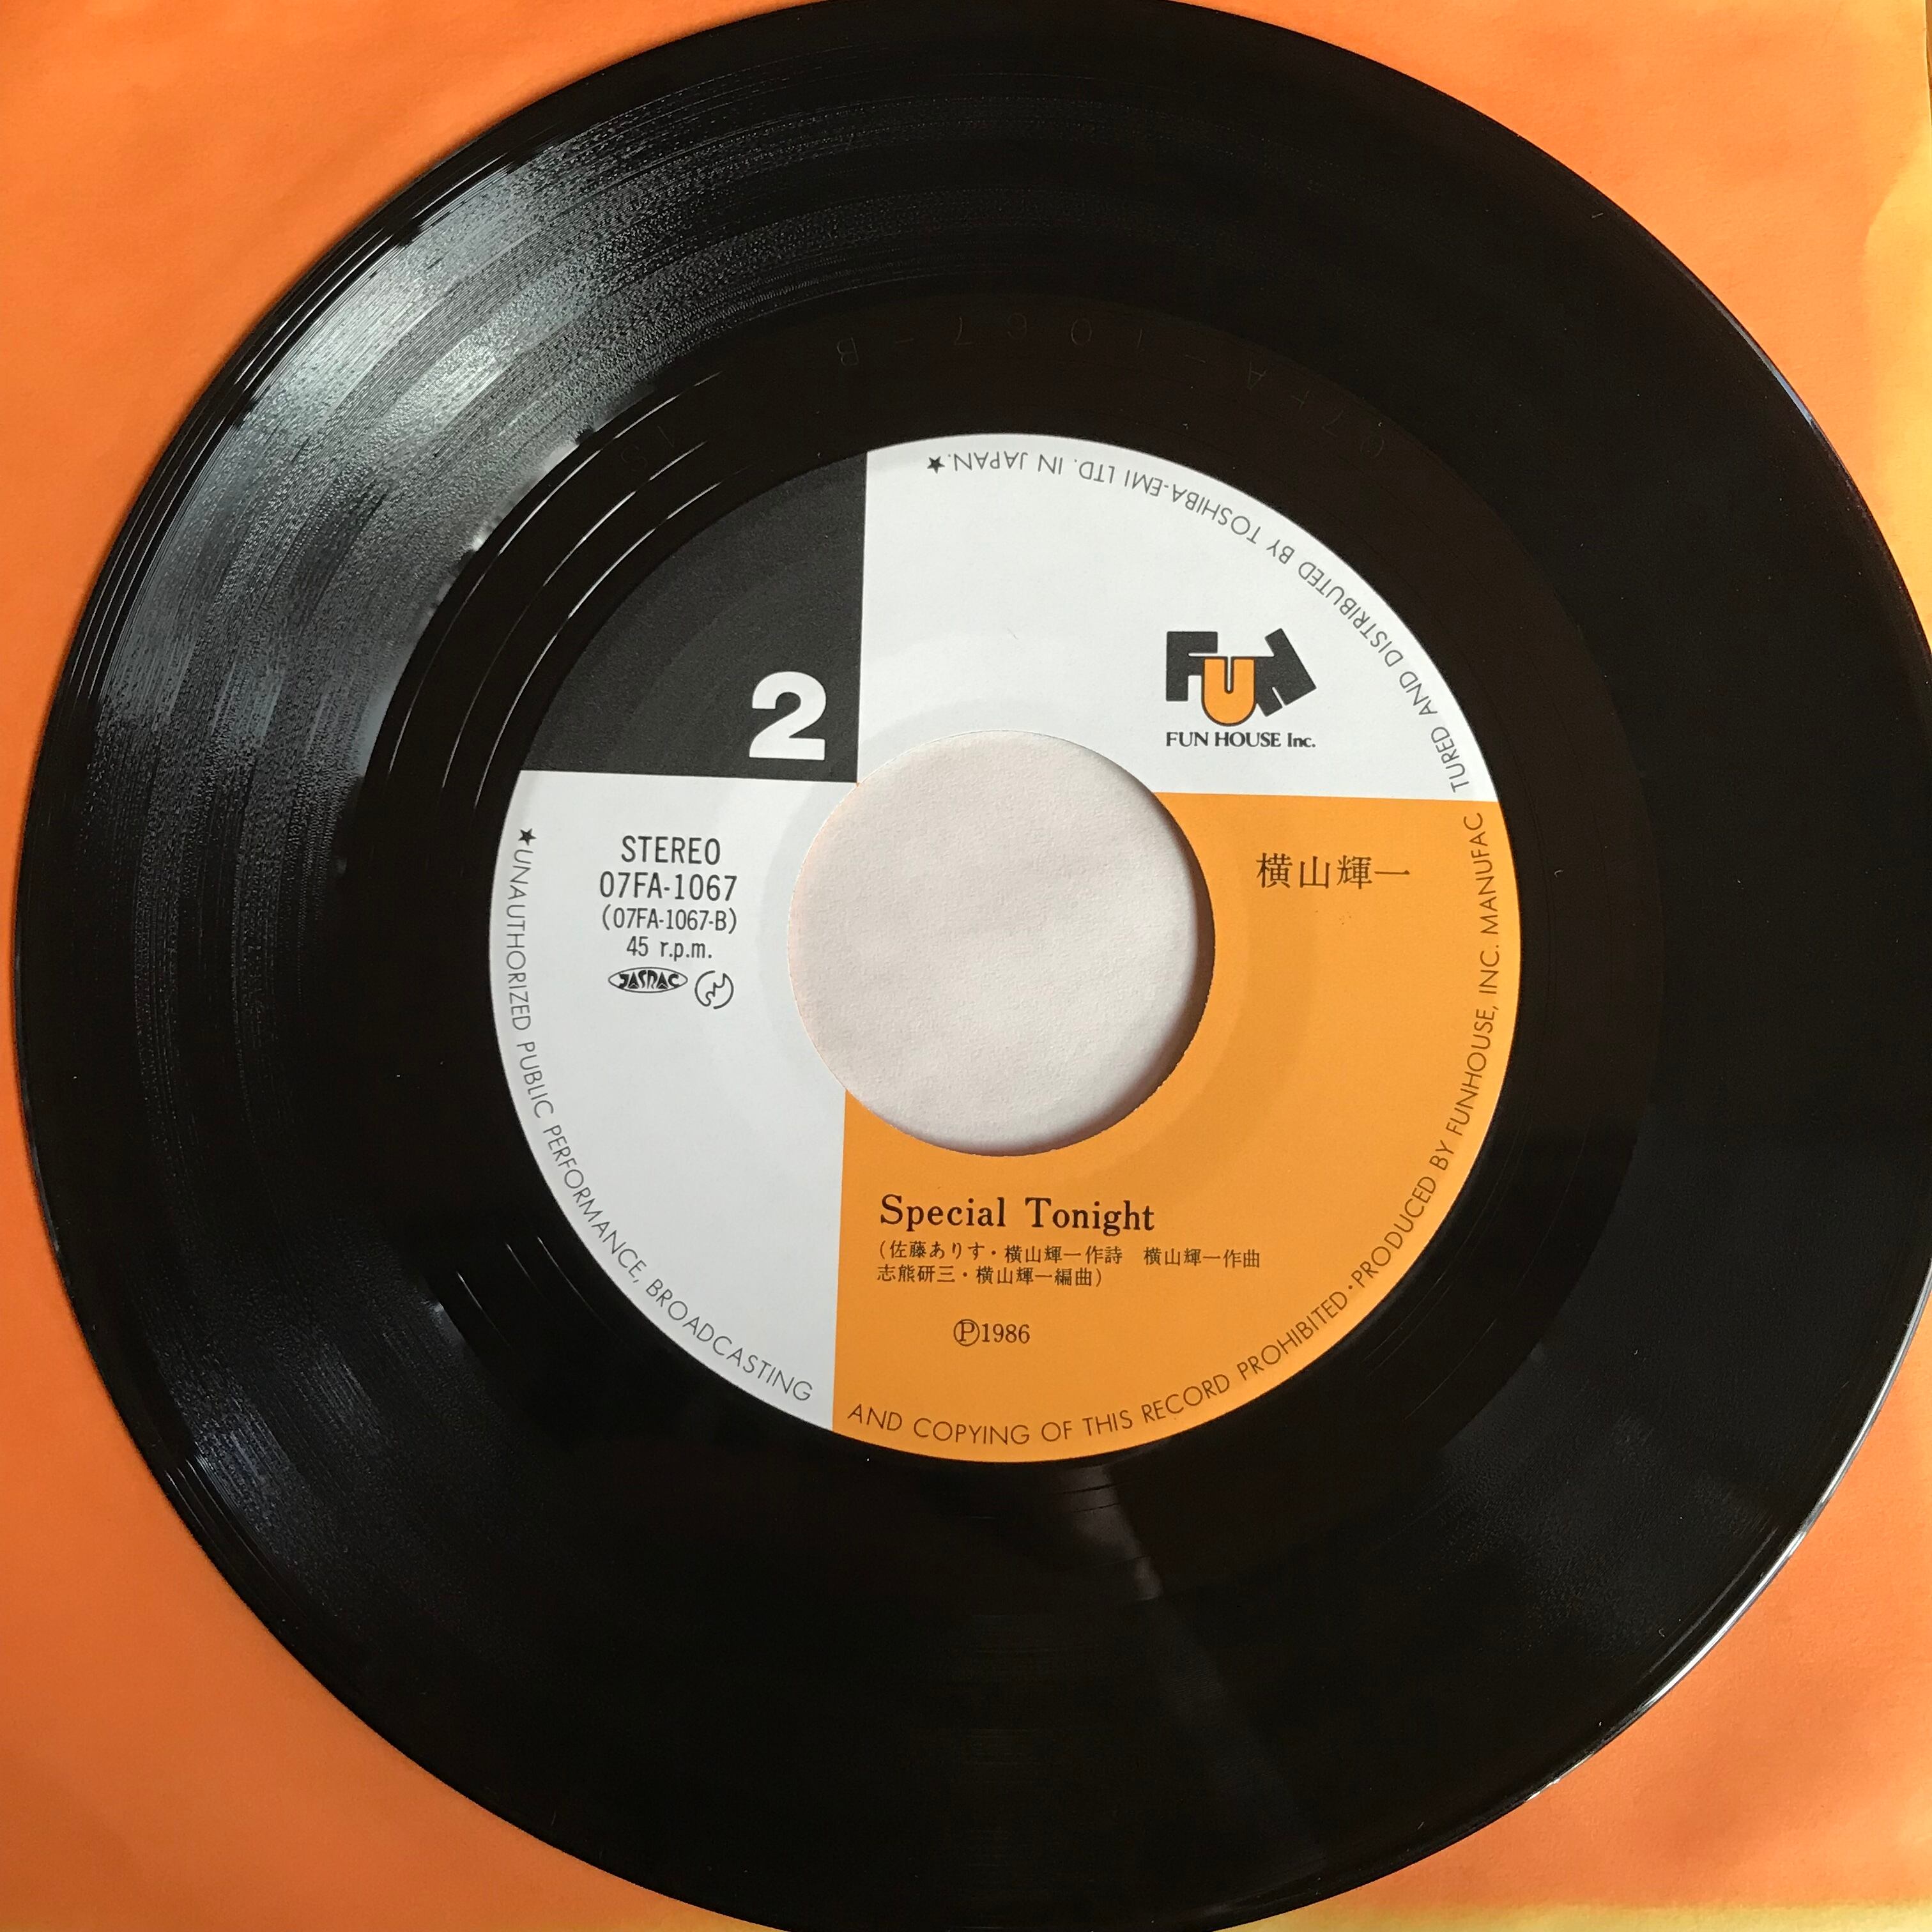 2
FUN
FUN HOUSE Inc.
STEREO
07FA-1067
(07FA-1067-B)
45 r.p.m.
JASRAC
横山輝一
Special Tonight
(佐藤ありす・横山輝一作詩　横山輝一作曲
志熊研三・横山輝一編曲)
Ⓟ1986
★UNAUTHORIZED PUBLIC PERFORMANCE, BROADCASTING AND COPYING OF THIS RECORD PROHIBITED・PRODUCED BY FUNHOUSE, INC. MANUFACTURED AND DISTRIBUTED BY TOSHIBA-EMI LTD. IN JAPAN.★
07FA-1067-B